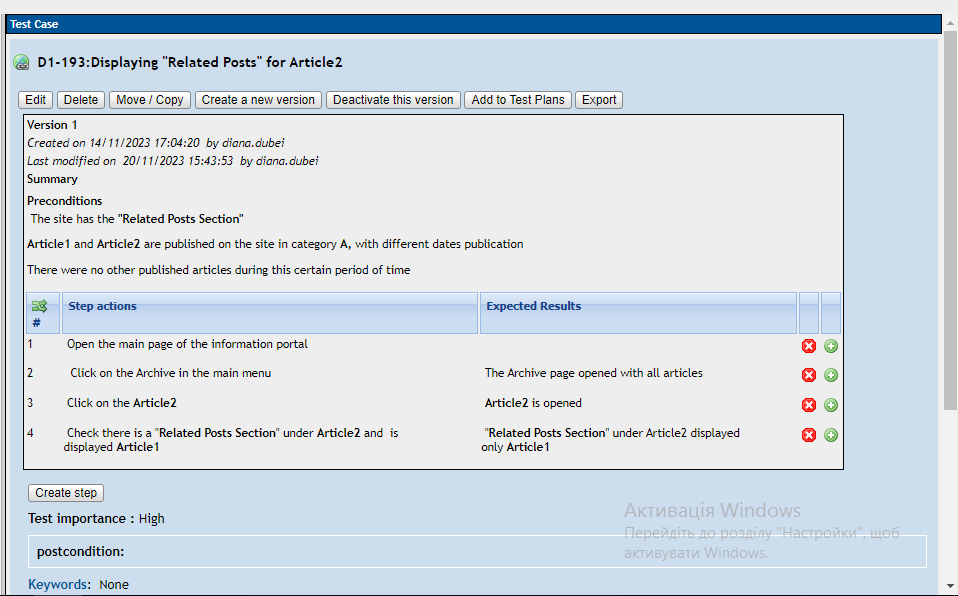 Test Case
D1-193:Displaying "Related Posts" for Article2
Edit Delete Move / Copy Create a new version Deactivate this version Add to Test Plans Export
Version 1
Created on 14/11/2023 17:04:20 by diana.dubei
Last modified on 20/11/2023 15:43:53 by diana.dubei
Summary
Preconditions
The site has the "Related Posts Section"
Article1 and Article2 are published on the site in category A, with different dates publication
There were no other published articles during this certain period of time
# Step actions Expected Results
1 Open the main page of the information portal
2 Click on the Archive in the main menu The Archive page opened with all articles
3 Click on the Article2 Article2 is opened
4 Check there is a "Related Posts Section" under Article2 and is "Related Posts Section" under Article2 displayed
displayed Article1 only Article1
Create step
Test importance : High
Активація Windows
Перейдіть до розділу "Настройки", щоб
активувати Windows.
postcondition:
Keywords: None